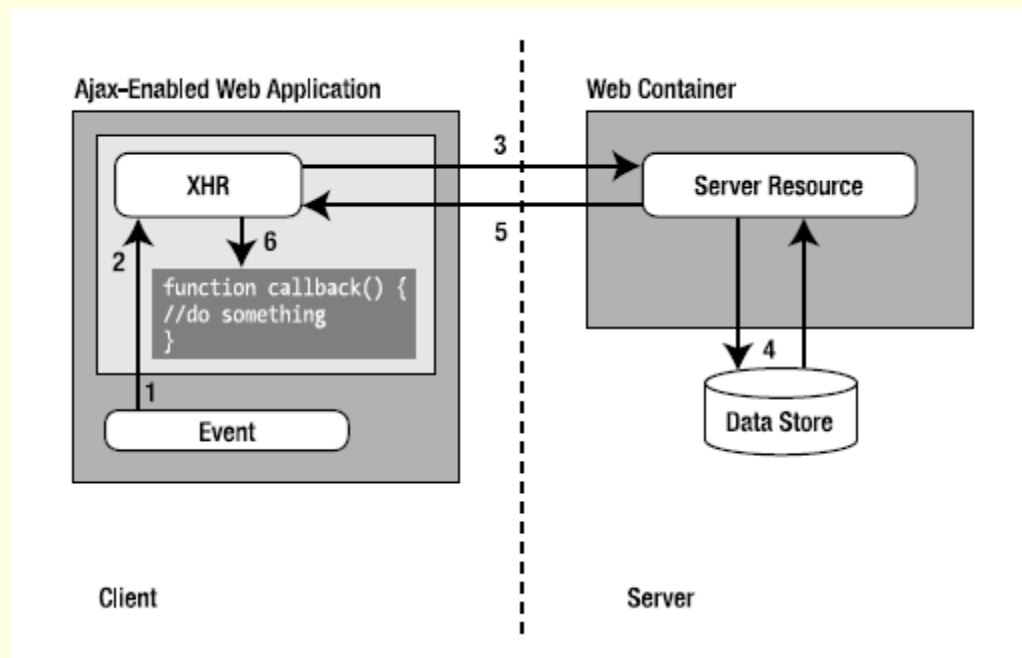 Ajax-Enabled Web Application
Web Container
3
XHR
Server Resource
5
2
6
function callback() {
//do something
}
4
1
Event
Data Store
Client
Server